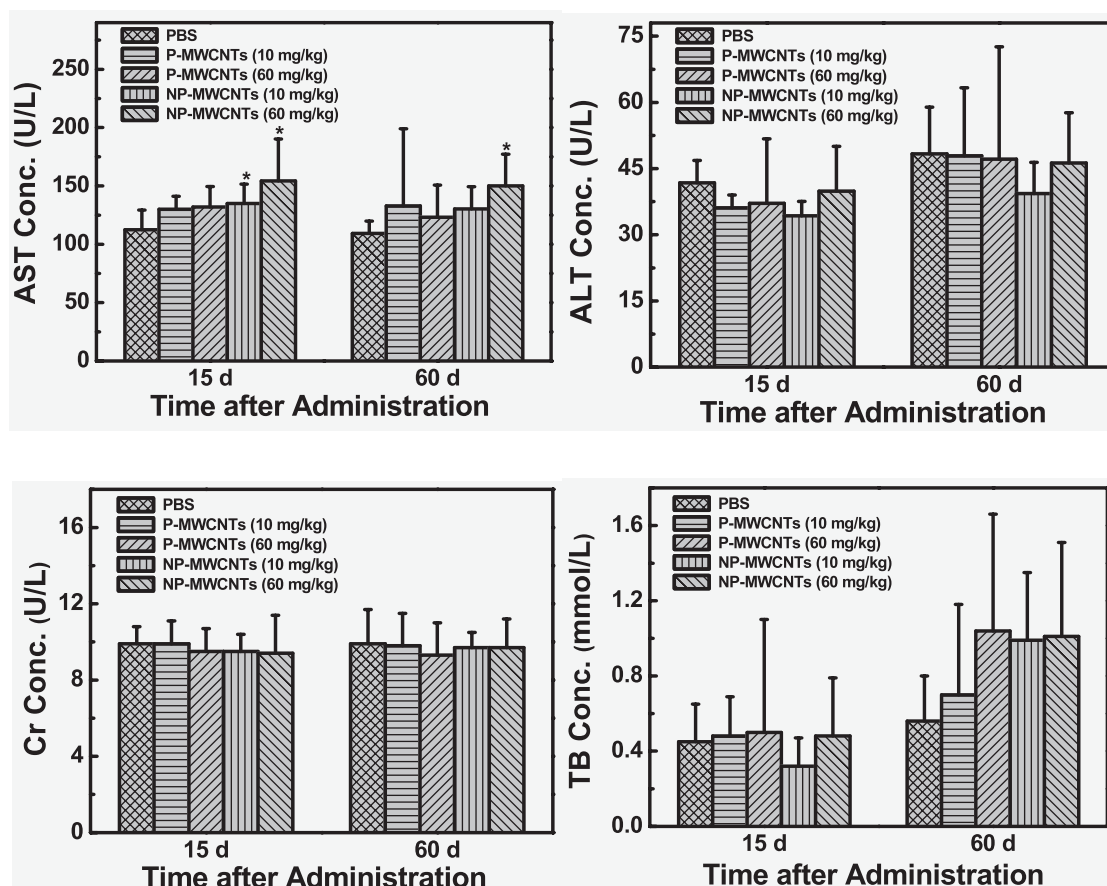 AST Conc. (U/L)
250
200
150
100
50
0
PBS
P-MWCNTs (10 mg/kg)
P-MWCNTs (60 mg/kg)
NP-MWCNTs (10 mg/kg)
NP-MWCNTs (60 mg/kg)
*
*
*
15 d
60 d
Time after Administration
ALT Conc. (U/L)
75
60
45
30
15
0
PBS
P-MWCNTs (10 mg/kg)
P-MWCNTs (60 mg/kg)
NP-MWCNTs (10 mg/kg)
NP-MWCNTs (60 mg/kg)
15 d
60 d
Time after Administration
Cr Conc. (U/L)
16
12
8
4
0
PBS
P-MWCNTs (10 mg/kg)
P-MWCNTs (60 mg/kg)
NP-MWCNTs (10 mg/kg)
NP-MWCNTs (60 mg/kg)
15 d
60 d
Time after Administration
TB Conc. (mmol/L)
1.6
1.2
0.8
0.4
0.0
PBS
P-MWCNTs (10 mg/kg)
P-MWCNTs (60 mg/kg)
NP-MWCNTs (10 mg/kg)
NP-MWCNTs (60 mg/kg)
15 d
60 d
Time after Administration